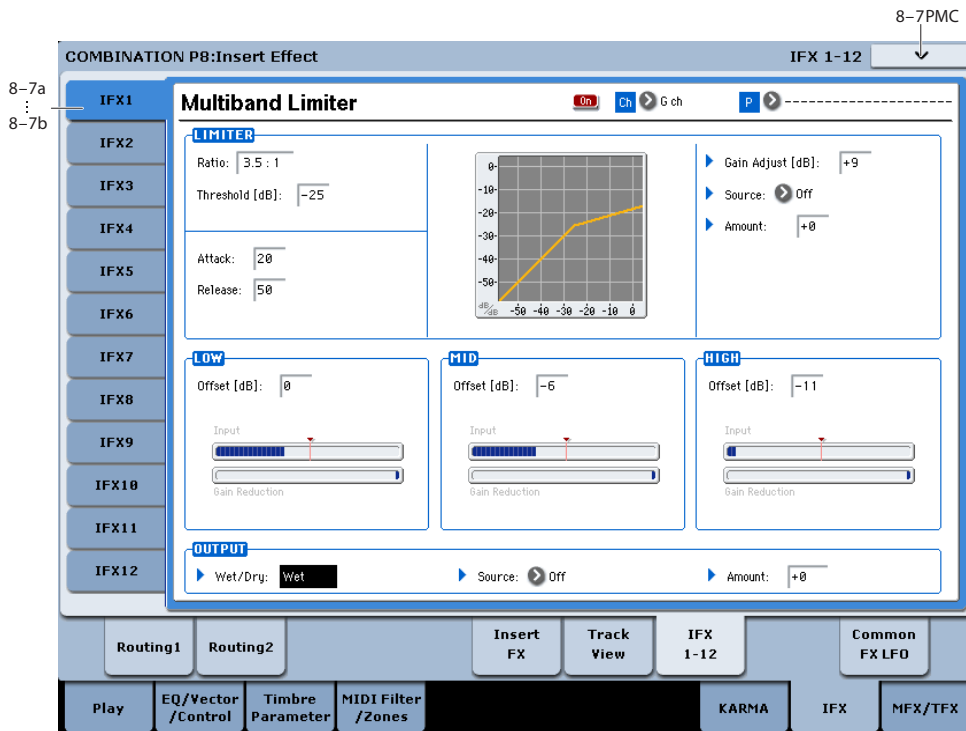 8–7PMC
COMBINATION P8:Insert Effect
IFX 1-12
8–7a
8–7b
IFX1
IFX2
IFX3
IFX4
IFX5
IFX6
IFX7
IFX8
IFX9
IFX10
IFX11
IFX12
Multiband Limiter
On
Ch
G ch
P
--------------------
LIMITER
Ratio: 3.5 : 1
Threshold [dB]: -25
Attack: 20
Release: 50
0-
-10-
-20-
-30-
-40-
-50-
dB/dB -50 -40 -30 -20 -10 0
Gain Adjust [dB]: +9
Source: Off
Amount: +0
LOW
Offset [dB]: 0
Input
Gain Reduction
MID
Offset [dB]: -6
Input
Gain Reduction
HIGH
Offset [dB]: -11
Input
Gain Reduction
OUTPUT
Wet/Dry: Wet
Source: Off
Amount: +0
Routing1
Routing2
Insert
FX
Track
View
IFX
1-12
Common
FX LFO
Play
EQ/Vector
/Control
Timbre
Parameter
MIDI Filter
/Zones
KARMA
IFX
MFX/TFX